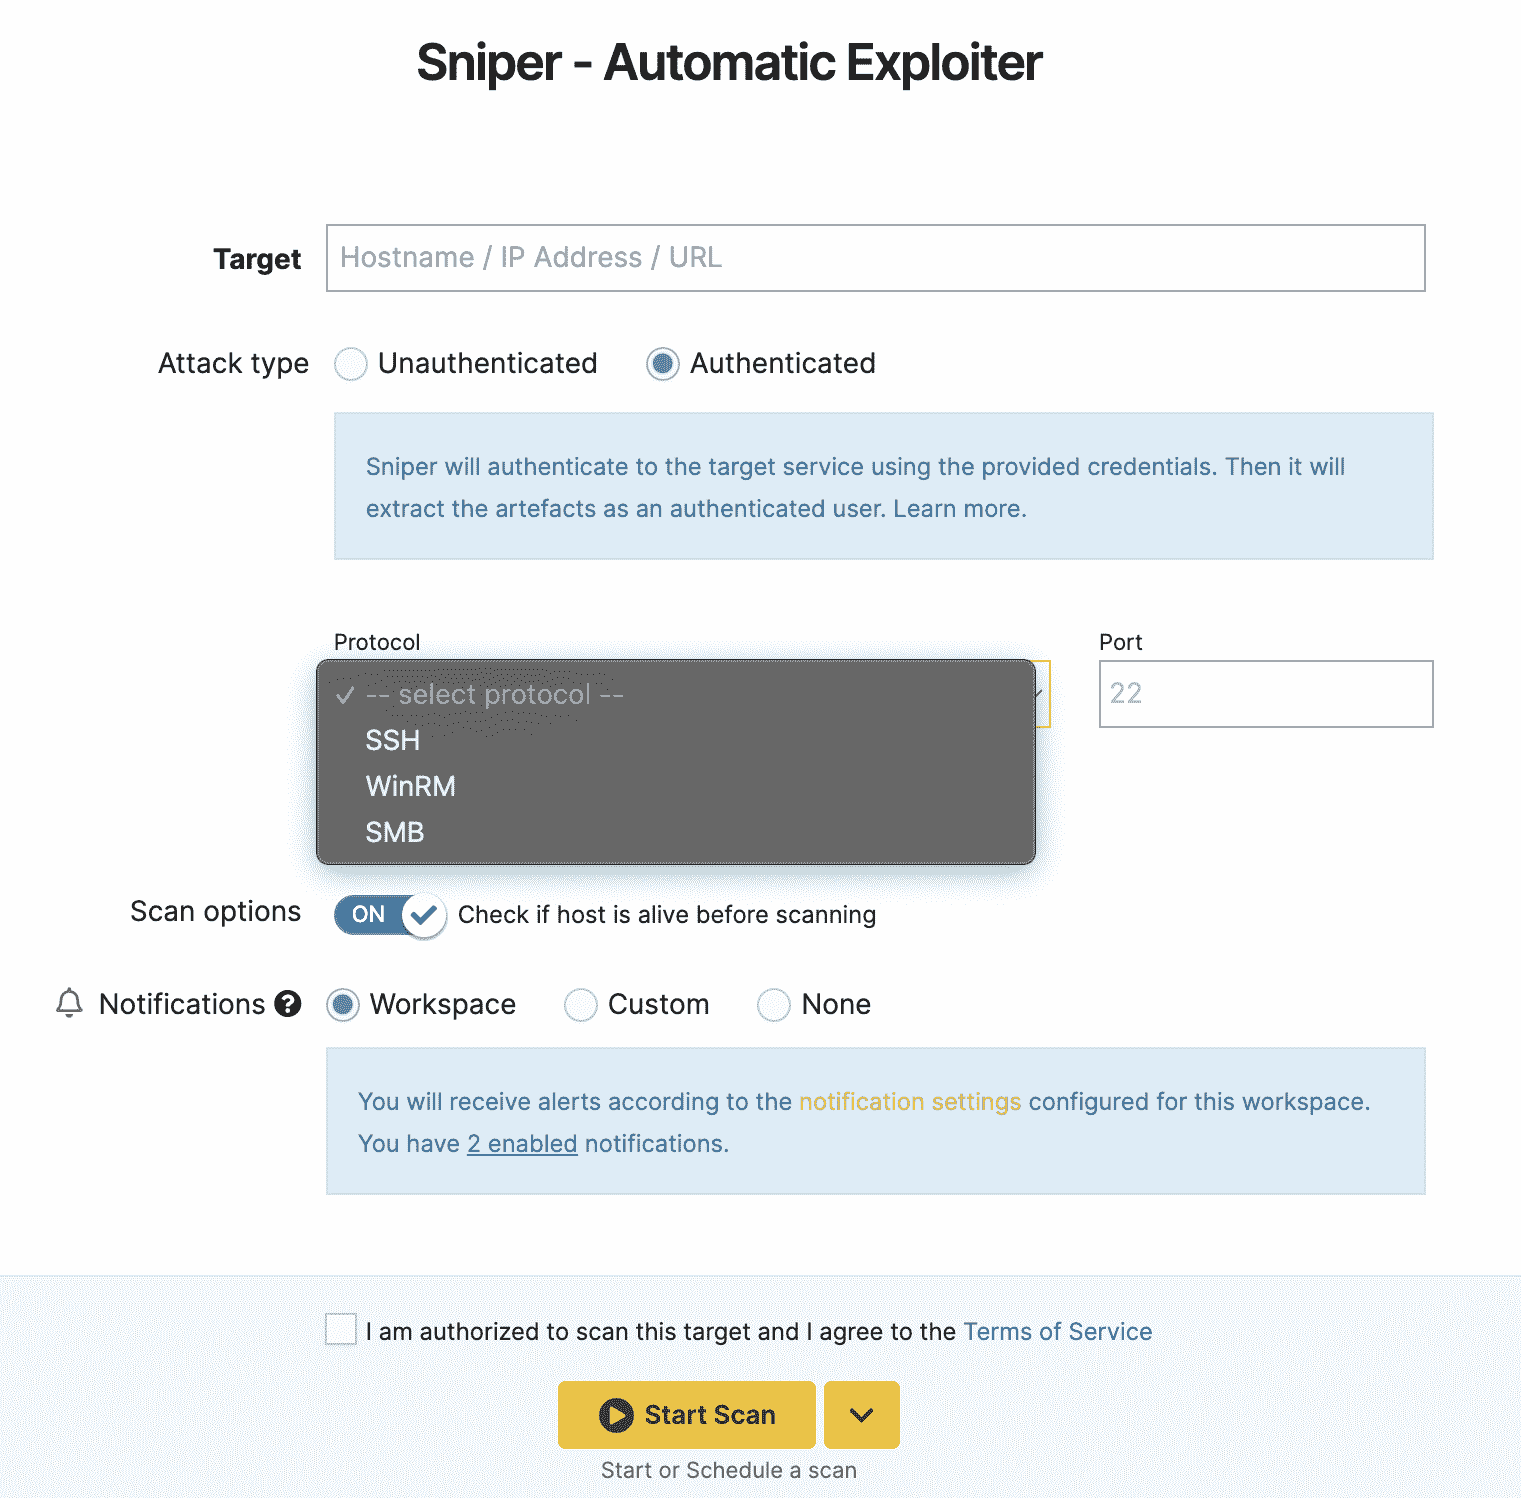 Sniper - Automatic Exploiter
Target
Hostname / IP Address / URL
Attack type
Unauthenticated
Authenticated
Sniper will authenticate to the target service using the provided credentials. Then it will
extract the artefacts as an authenticated user. Learn more.
Protocol
Port
-- select protocol --
22
SSH
WinRM
SMB
Scan options
ON
Check if host is alive before scanning
Notifications ?
Workspace
Custom
None
You will receive alerts according to the notification settings configured for this workspace.
You have 2 enabled notifications.
I am authorized to scan this target and I agree to the Terms of Service
Start Scan
Start or Schedule a scan